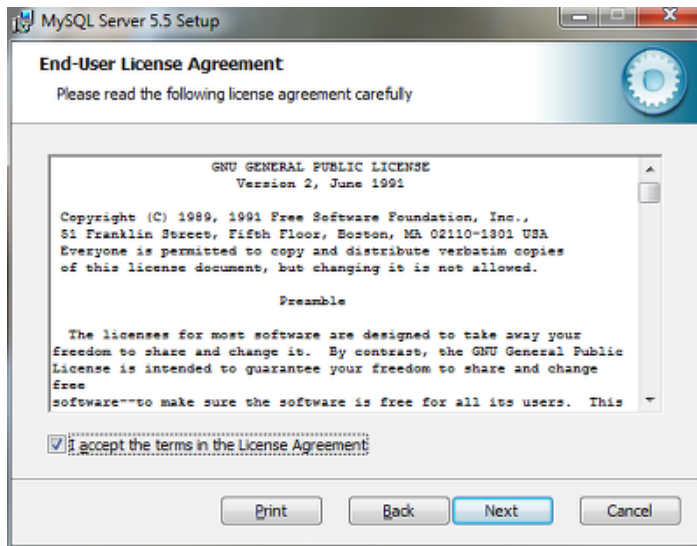 MySQL Server 5.5 Setup
End-User License Agreement
Please read the following license agreement carefully
GNU GENERAL PUBLIC LICENSE
Version 2, June 1991
Copyright (C) 1989, 1991 Free Software Foundation, Inc.,
51 Franklin Street, Fifth Floor, Boston, MA 02110-1301 USA
Everyone is permitted to copy and distribute verbatim copies
of this license document, but changing it is not allowed.
Preamble
The licenses for most software are designed to take away your
freedom to share and change it. By contrast, the GNU General Public
License is intended to guarantee your freedom to share and change
free
software--to make sure the software is free for all its users. This
I accept the terms in the License Agreement
Print Back Next Cancel